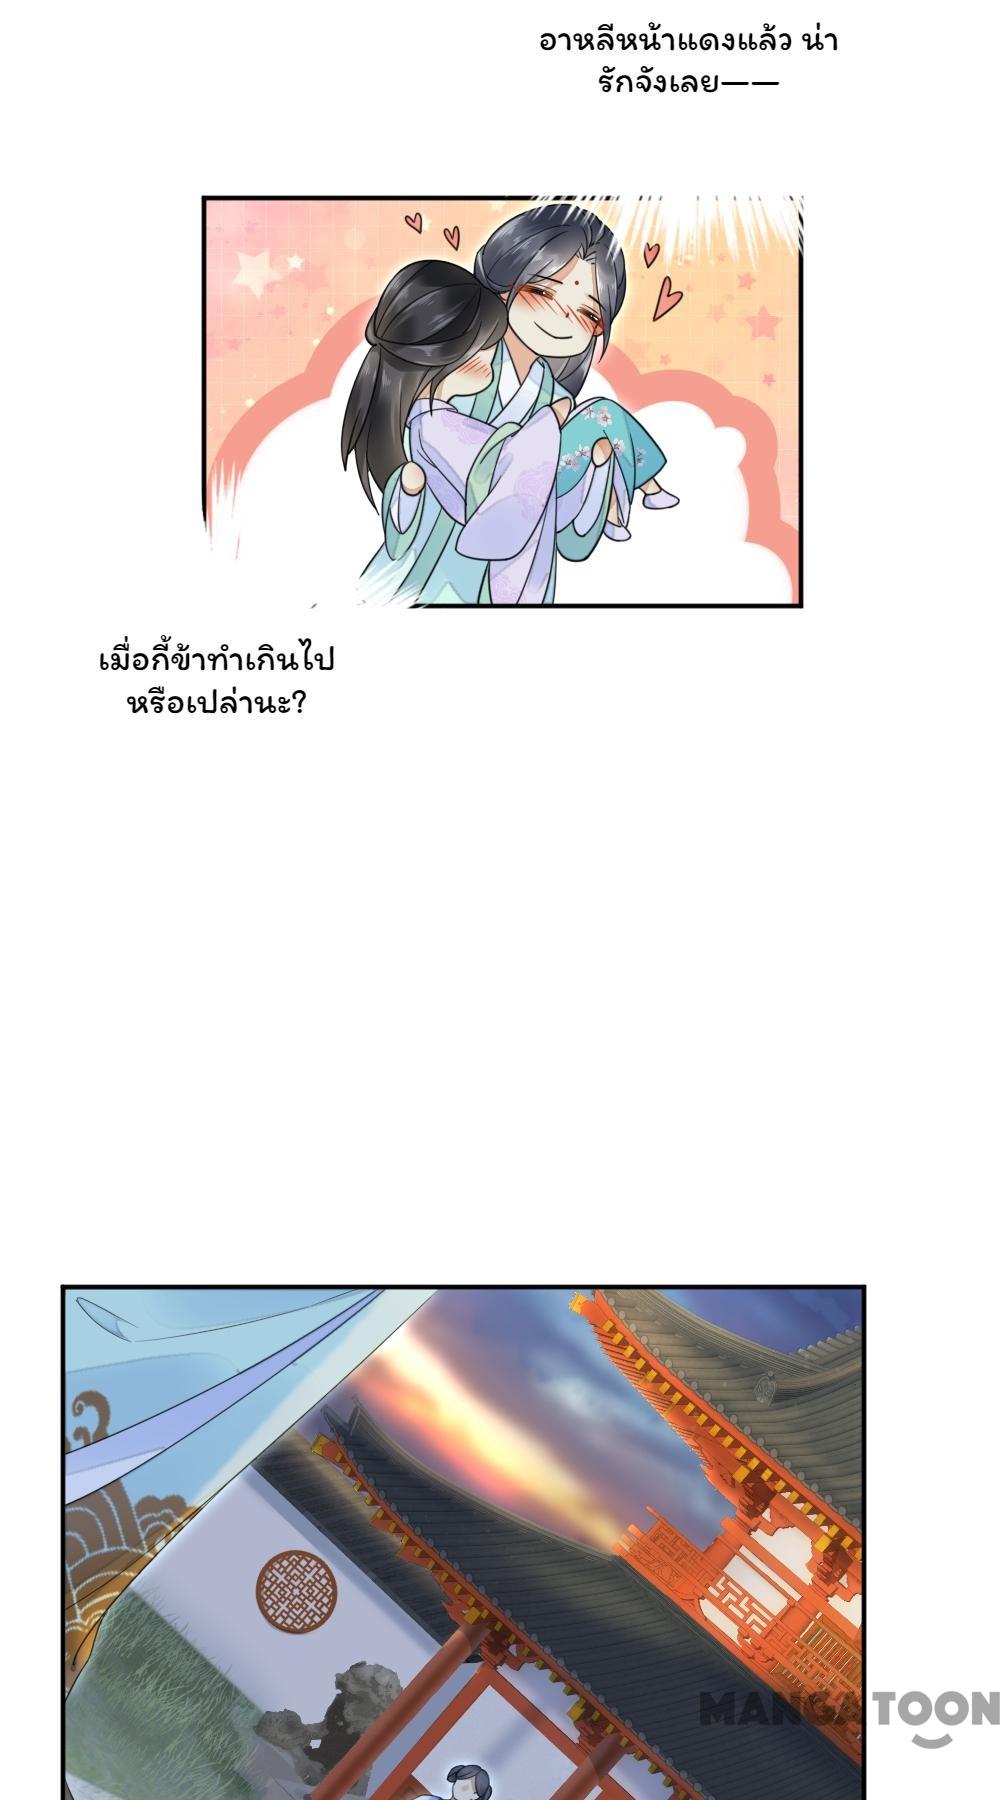 อาหลีหน้าแดงแล้ว น่า
รักจังเลย——
เมื่อกี้ข้าทำเกินไป
หรือเปล่านะ?
MANGATOON